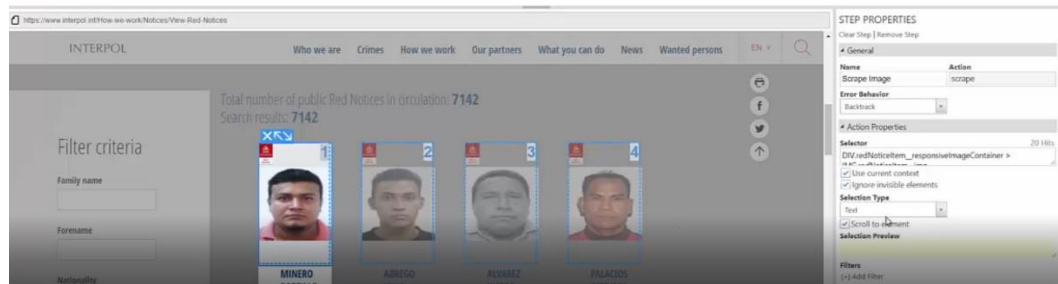 https://www.interpol.int/How-we-work/Notices/View-Red-Notices
INTERPOL
Who we are Crimes How we work Our partners What you can do News Wanted persons EN
Total number of public Red Notices in circulation: 7142
Search results: 7142
Filter criteria
Family name
Forename
Nationality
1
2
3
4
MINERO
ABREGO
ALVAREZ
PALACIOS
STEP PROPERTIES
Clear Step | Remove Step
General
Name Action
Scrape Image scrape
Error Behavior
Backtrack
Action Properties
Selector 20 Hits
DIV.redNoticeItem__responsiveImageContainer >
Use current context
Ignore invisible elements
Selection Type
Text
Scroll to element
Selection Preview
Filters
(+) Add Filter